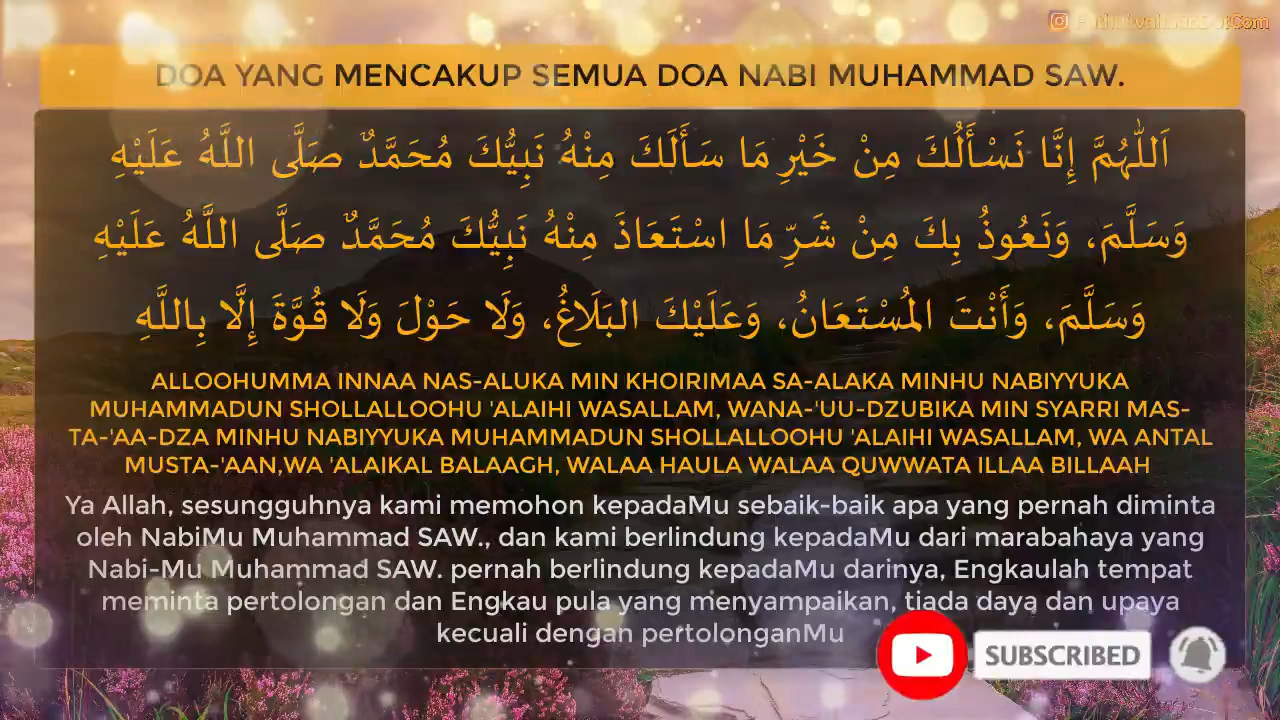 DOA YANG MENCAKUP SEMUA DOA NABI MUHAMMAD SAW.
اَللّٰهُمَّ إِنَّا نَسْأَلُكَ مِنْ خَيْرِ مَا سَأَلَكَ مِنْهُ نَبِيُّكَ مُحَمَّدٌ صَلَّى اللَّهُ عَلَيْهِ
وَسَلَّمَ، وَنَعُوذُ بِكَ مِنْ شَرِّ مَا اسْتَعَاذَ مِنْهُ نَبِيُّكَ مُحَمَّدٌ صَلَّى اللَّهُ عَلَيْهِ
وَسَلَّمَ، وَأَنْتَ المُسْتَعَانُ، وَعَلَيْكَ البَلَاغُ، وَلَا حَوْلَ وَلَا قُوَّةَ إِلَّا بِاللَّهِ
ALLOOHUMMA INNAA NAS-ALUKA MIN KHOIRIMAA SA-ALAKA MINHU NABIYYUKA
MUHAMMADUN SHOLLALLOOHU 'ALAIHI WASALLAM, WANA-'UU-DZUBIKA MIN SYARRI MAS-
TA-'AA-DZA MINHU NABIYYUKA MUHAMMADUN SHOLLALLOOHU 'ALAIHI WASALLAM, WA ANTAL
MUSTA-'AAN,WA 'ALAIKAL BALAAGH, WALAA HAULA WALAA QUWWATA ILLAA BILLAAH
Ya Allah, sesungguhnya kami memohon kepadaMu sebaik-baik apa yang pernah diminta
oleh NabiMu Muhammad SAW., dan kami berlindung kepadaMu dari marabahaya yang
Nabi-Mu Muhammad SAW. pernah berlindung kepadaMu darinya, Engkaulah tempat
meminta pertolongan dan Engkau pula yang menyampaikan, tiada daya dan upaya
kecuali dengan pertolonganMu
SUBSCRIBED